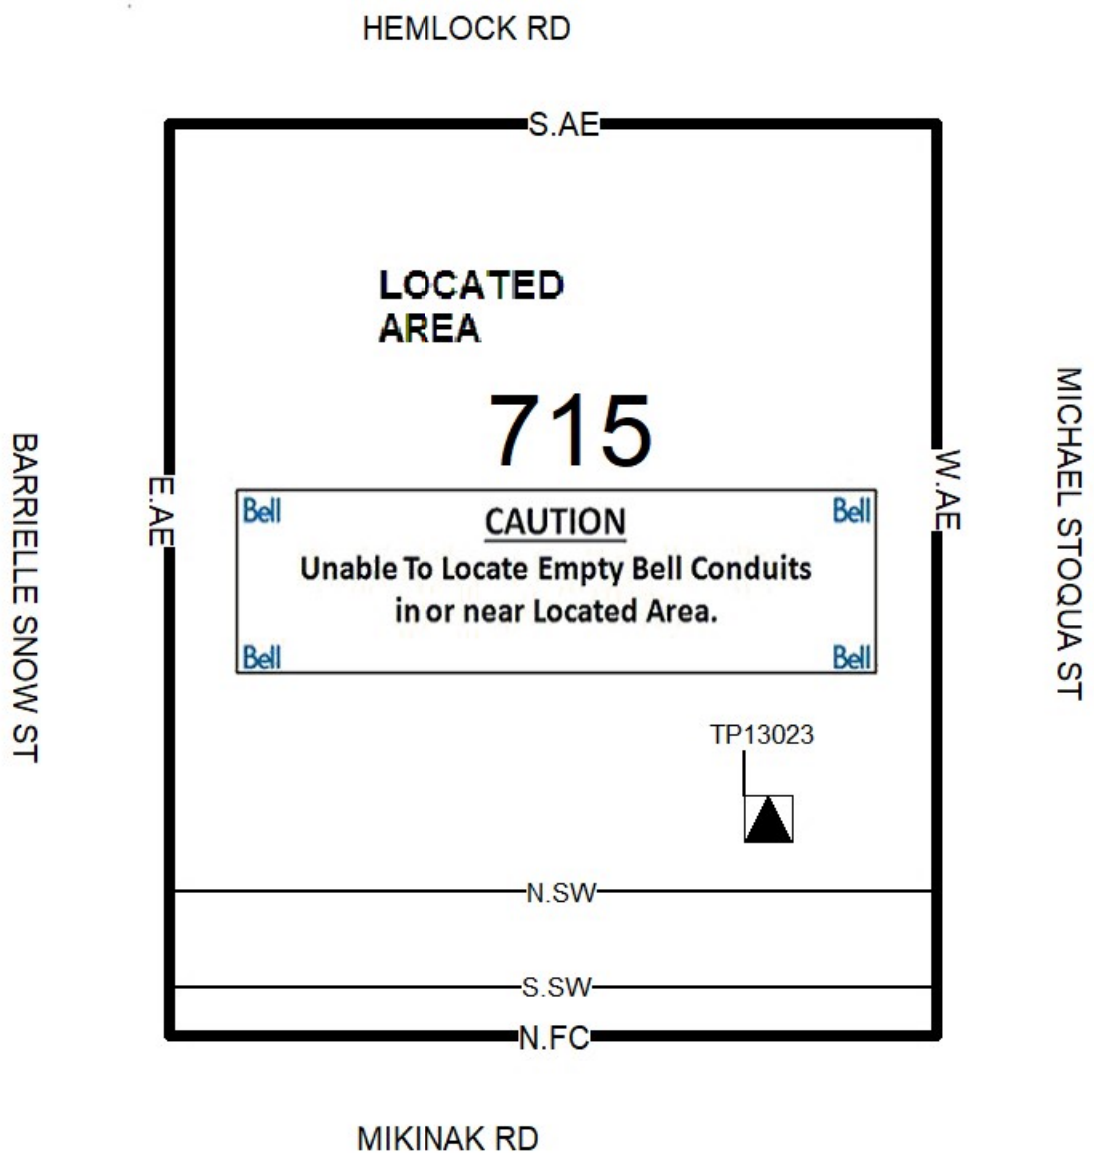 HEMLOCK RD
S.AE
LOCATED
AREA
715
BARRIELLE SNOW ST
E.AE
W.AE
MICHAEL STOQUA ST
Bell
CAUTION
Bell
Unable To Locate Empty Bell Conduits
in or near Located Area.
Bell
Bell
TP13023
N.SW
S.SW
N.FC
MIKINAK RD